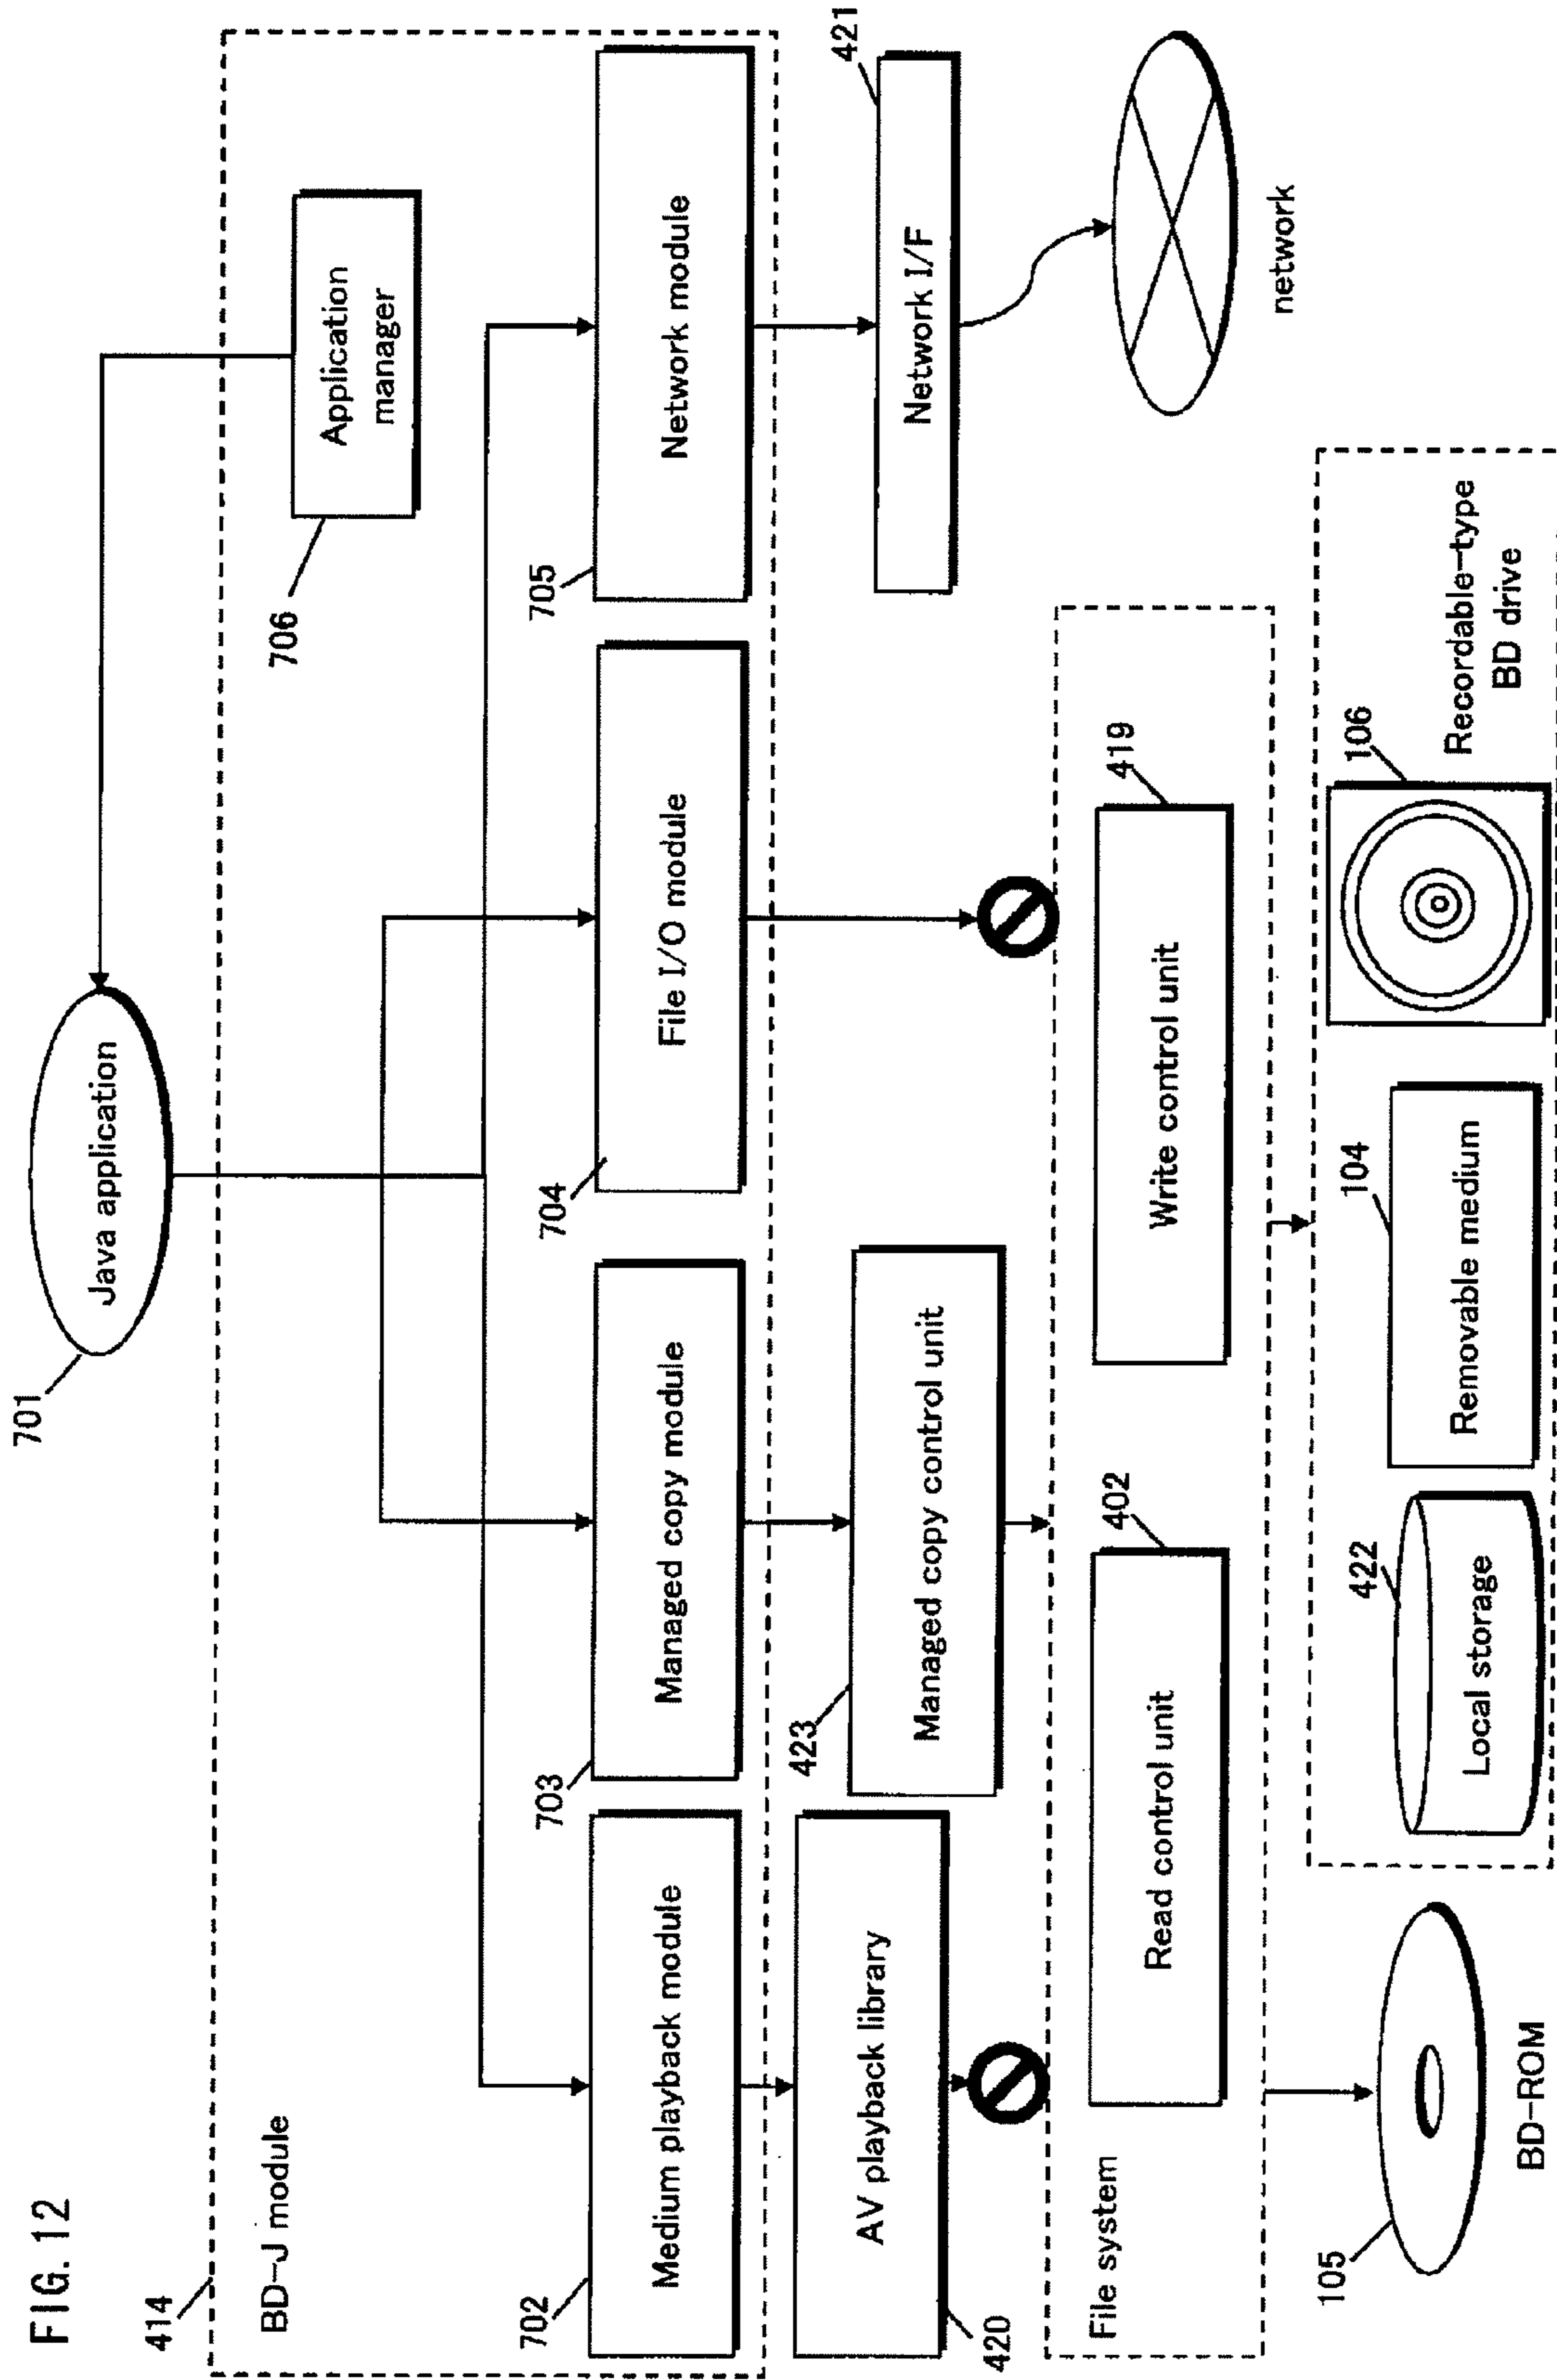 FIG. 12
701
Java application
414
BD-J module
706
Application
manager
702
Medium playback module
703
Managed copy module
704
File I/O module
705
Network module
420
AV playback library
423
Managed copy control unit
421
Network I/F
network
File system
402
Read control unit
419
Write control unit
105
BD-ROM
422
Local storage
104
Removable medium
106
Recordable-type
BD drive